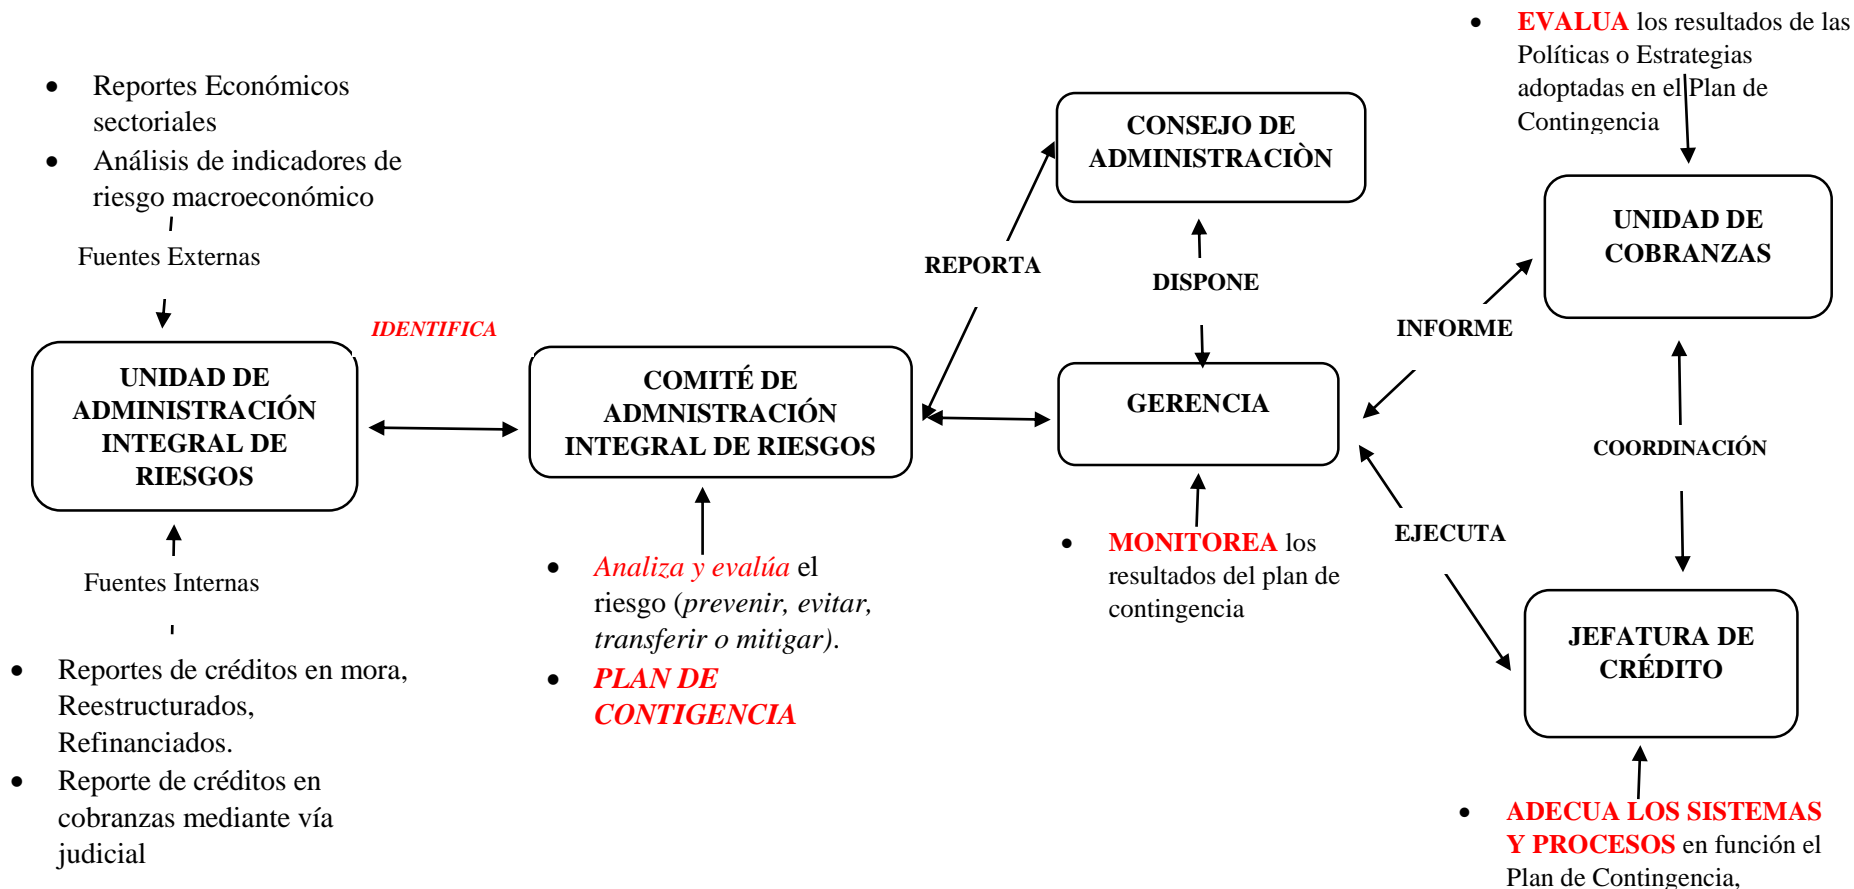 • Reportes Económicos
sectoriales
• Análisis de indicadores de
riesgo macroeconómico
Fuentes Externas
IDENTIFICA
UNIDAD DE
ADMINISTRACIÓN
INTEGRAL DE
RIESGOS
Fuentes Internas
• Reportes de créditos en mora,
Reestructurados,
Refinanciados.
• Reporte de créditos en
cobranzas mediante vía
judicial
COMITÉ DE
ADMNISTRACIÓN
INTEGRAL DE RIESGOS
• Analiza y evalúa el
riesgo (prevenir, evitar,
transferir o mitigar).
• PLAN DE
CONTIGENCIA
REPORTA
CONSEJO DE
ADMINISTRACIÒN
DISPONE
GERENCIA
• MONITOREA los
resultados del plan de
contingencia
INFORME
EJECUTA
• EVALUA los resultados de las
Políticas o Estrategias
adoptadas en el Plan de
Contingencia
UNIDAD DE
COBRANZAS
COORDINACIÓN
JEFATURA DE
CRÉDITO
• ADECUA LOS SISTEMAS
Y PROCESOS en función el
Plan de Contingencia,